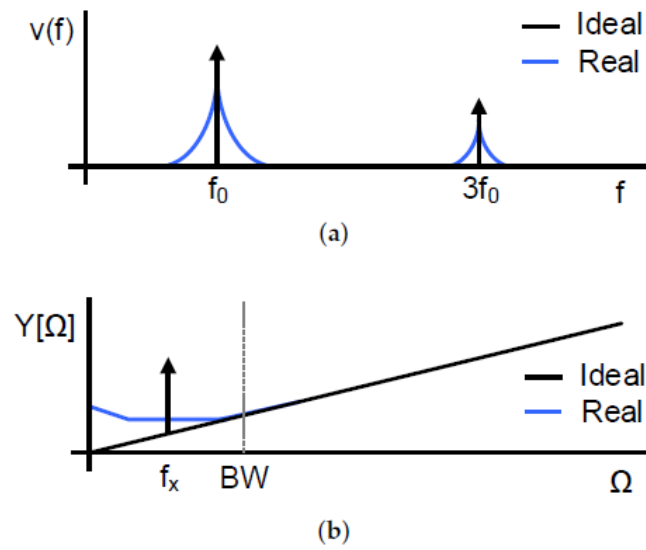 v(f)
Ideal
Real
f₀
3f₀
f
(a)
Y[Ω]
Ideal
Real
fₓ
BW
Ω
(b)